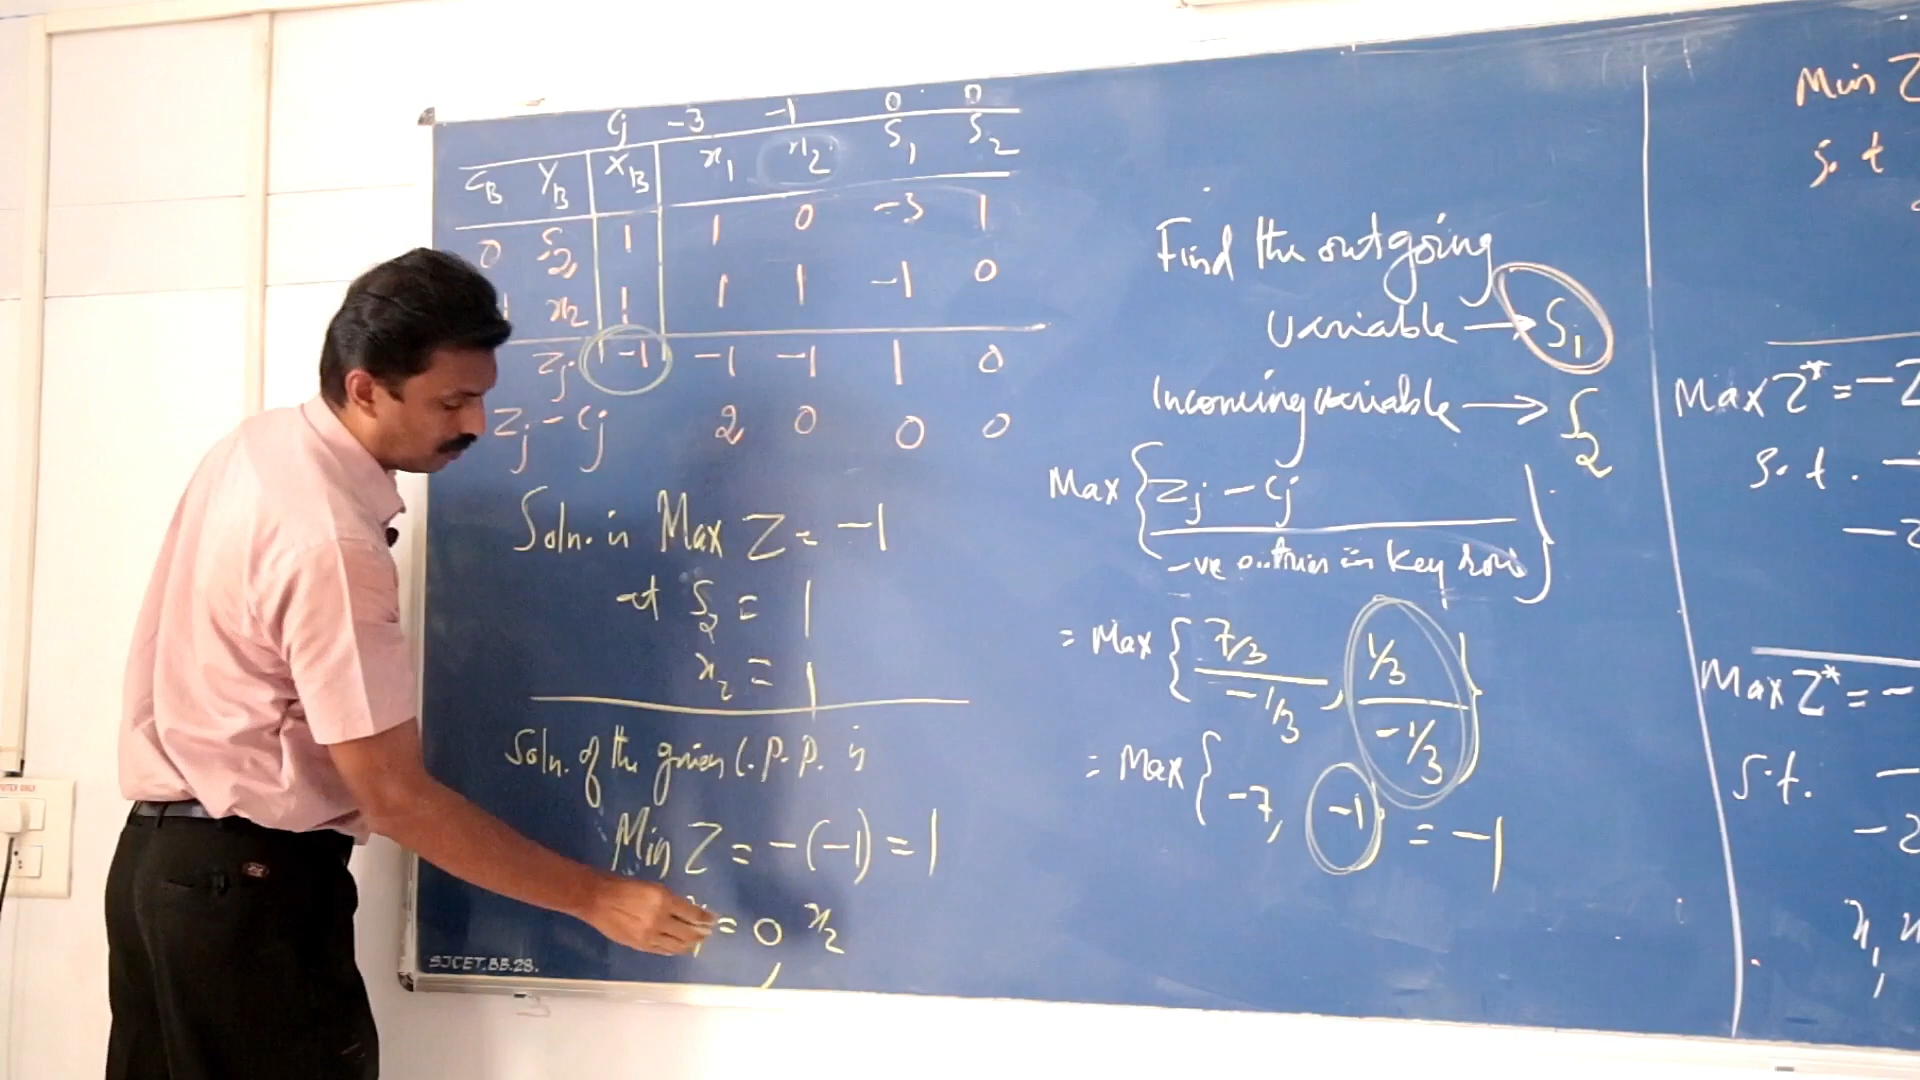 Cj -3 -1 0 0
CB YB XB x1 x2 S1 S2
0 S2 1 1 0 -3 1
x2 1 1 1 -1 0
Zj -1 -1 -1 1 0
Zj - Cj 2 0 0 0
Soln. is Max Z = -1
at S2 = 1
x2 = 1
Soln. of the given L.P.P. is
Min Z = -(-1) = 1
= 0, x2
SJCET.BB.28.
Find the outgoing
variable → S1
Incoming variable → S2
Max { Zj - Cj / -ve entries in key row }
= Max { 7/3 / -1/3, 1/3 / -1/3 }
= Max { -7, -1 } = -1
Min Z
s.t
Max Z* = -Z
s.t. -
-2
Max Z* = -
s.t. -
-2
x1,